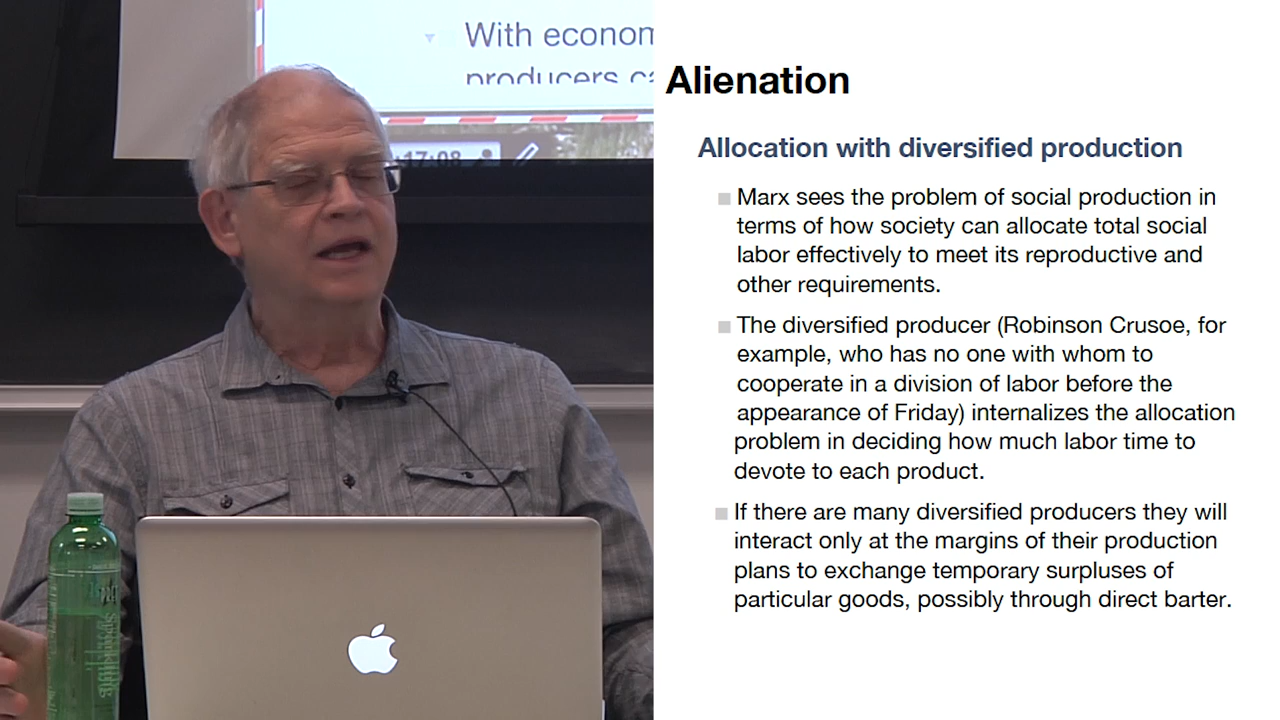 With econom
producers ca
17:08
Alienation
Allocation with diversified production
Marx sees the problem of social production in
terms of how society can allocate total social
labor effectively to meet its reproductive and
other requirements.
The diversified producer (Robinson Crusoe, for
example, who has no one with whom to
cooperate in a division of labor before the
appearance of Friday) internalizes the allocation
problem in deciding how much labor time to
devote to each product.
If there are many diversified producers they will
interact only at the margins of their production
plans to exchange temporary surpluses of
particular goods, possibly through direct barter.